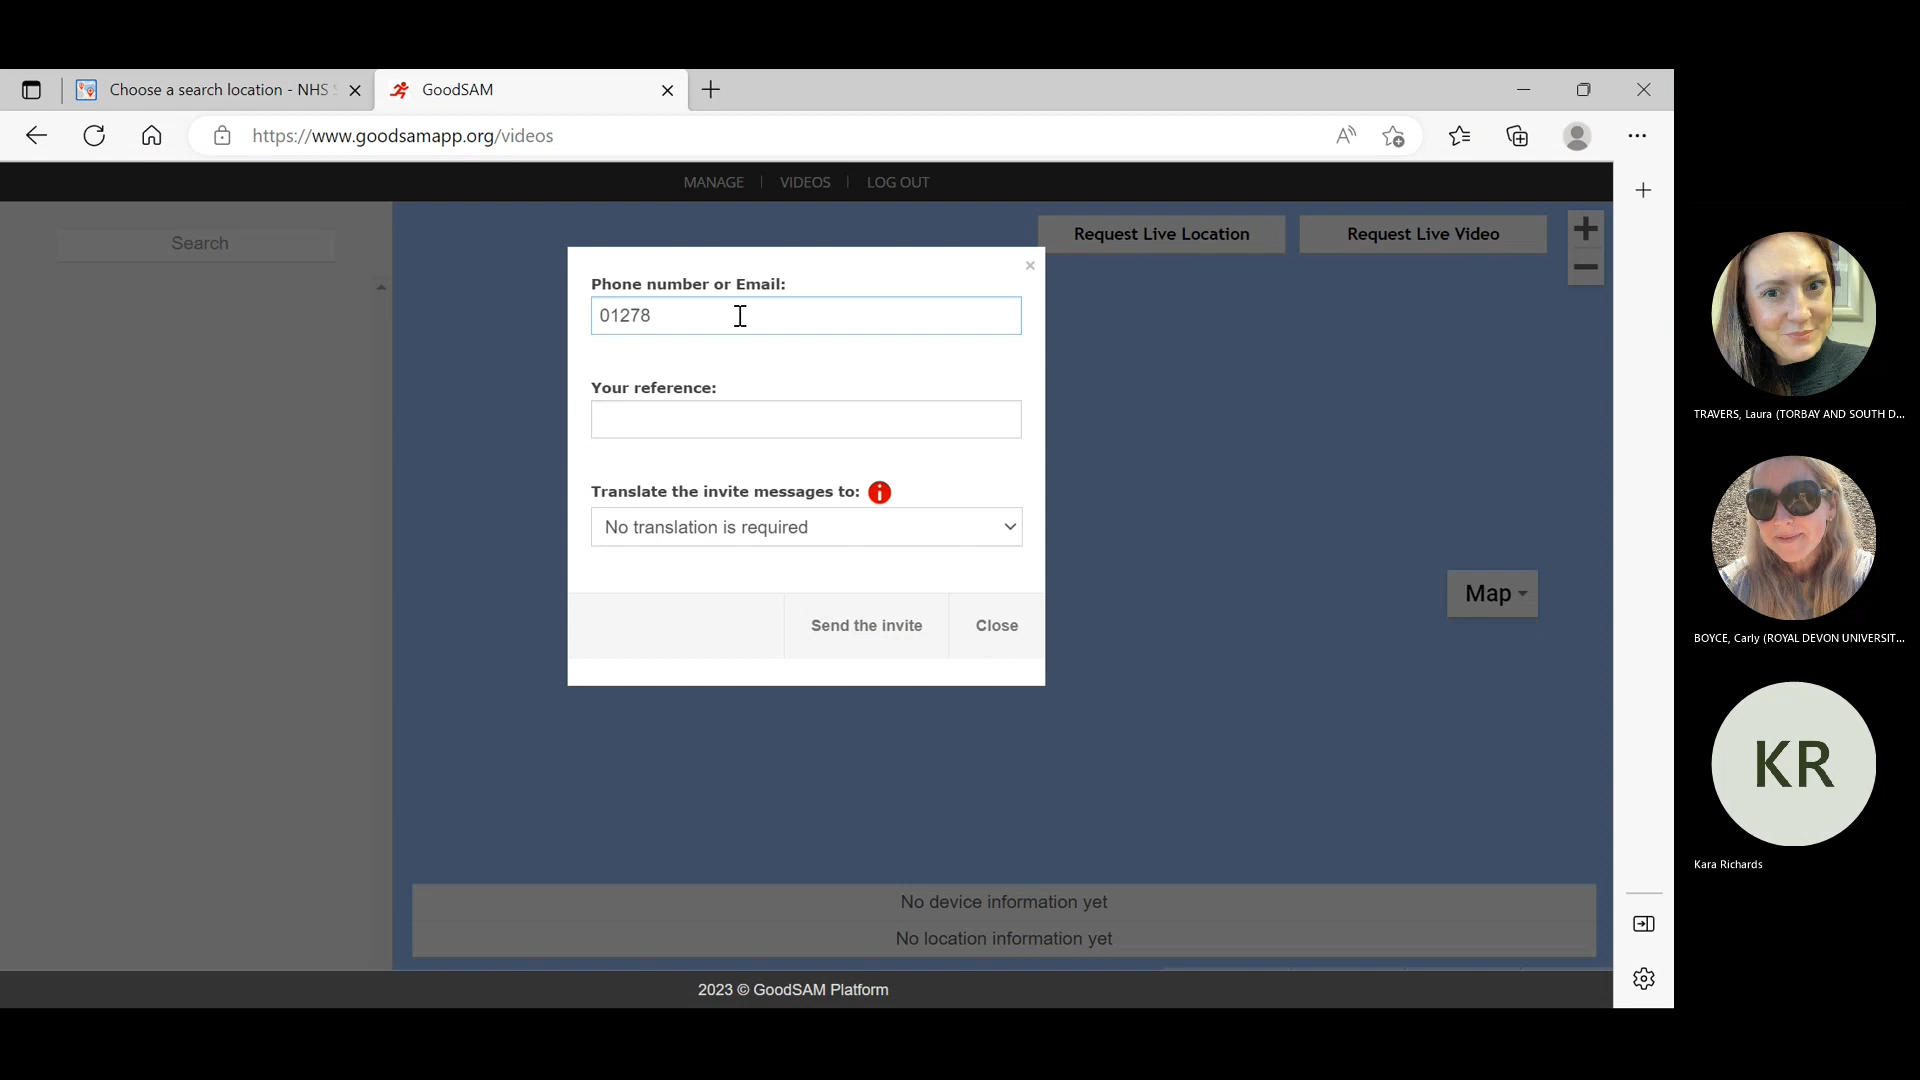 Choose a search location - NHS
GoodSAM
https://www.goodsamapp.org/videos
MANAGE | VIDEOS | LOG OUT
Search
Request Live Location
Request Live Video
Phone number or Email:
01278
Your reference:
Translate the invite messages to:
No translation is required
Send the invite
Close
Map
No device information yet
No location information yet
2023 © GoodSAM Platform
TRAVERS, Laura (TORBAY AND SOUTH D...
BOYCE, Carly (ROYAL DEVON UNIVERSIT...
KR
Kara Richards